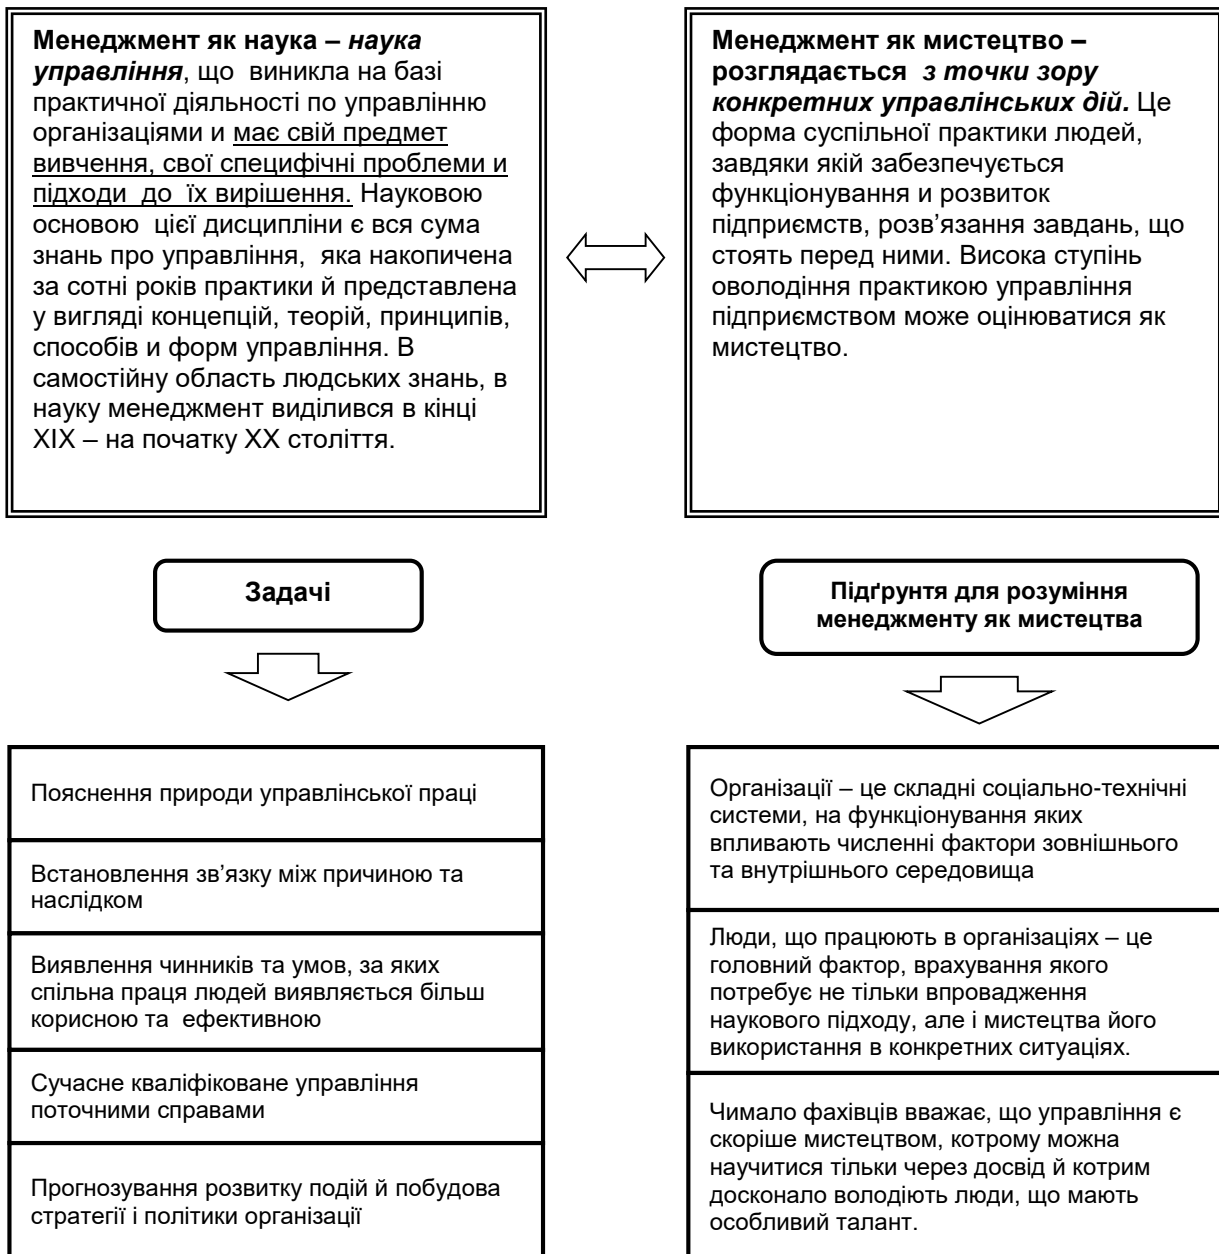 Менеджмент як наука – наука
управління, що виникла на базі
практичної діяльності по управлінню
організаціями и має свій предмет
вивчення, свої специфічні проблеми и
підходи до їх вирішення. Науковою
основою цієї дисципліни є вся сума
знань про управління, яка накопичена
за сотні років практики й представлена
у вигляді концепцій, теорій, принципів,
способів и форм управління. В
самостійну область людських знань, в
науку менеджмент виділився в кінці
XIX – на початку XX століття.
Менеджмент як мистецтво –
розглядається з точки зору
конкретних управлінських дій. Це
форма суспільної практики людей,
завдяки якій забезпечується
функціонування и розвиток
підприємств, розв’язання завдань, що
стоять перед ними. Висока ступінь
оволодіння практикою управління
підприємством може оцінюватися як
мистецтво.
Задачі
Підґрунтя для розуміння
менеджменту як мистецтва
Пояснення природи управлінської праці
Встановлення зв’язку між причиною та
наслідком
Виявлення чинників та умов, за яких
спільна праця людей виявляється більш
корисною та ефективною
Сучасне кваліфіковане управління
поточними справами
Прогнозування розвитку подій й побудова
стратегії і політики організації
Організації – це складні соціально-технічні
системи, на функціонування яких
впливають численні фактори зовнішнього
та внутрішнього середовища
Люди, що працюють в організаціях – це
головний фактор, врахування якого
потребує не тільки впровадження
наукового підходу, але і мистецтва його
використання в конкретних ситуаціях.
Чимало фахівців вважає, що управління є
скоріше мистецтвом, котрому можна
научитися тільки через досвід й котрим
досконало володіють люди, що мають
особливий талант.